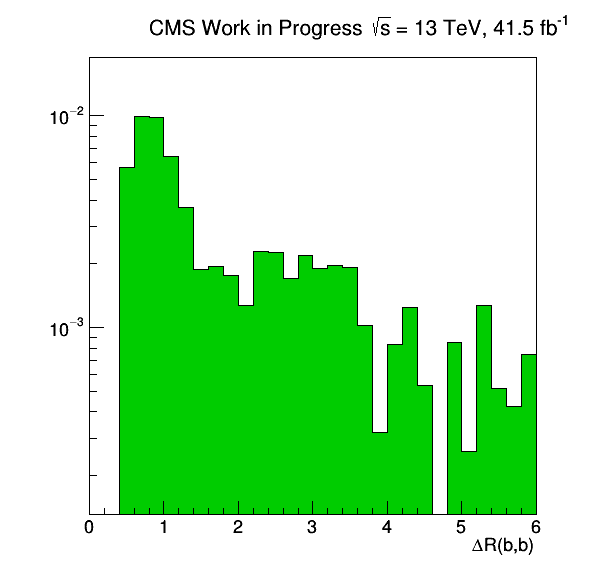 CMS Work in Progress √s = 13 TeV, 41.5 fb⁻¹
10⁻²
10⁻³
0 1 2 3 4 5 6
ΔR(b,b)